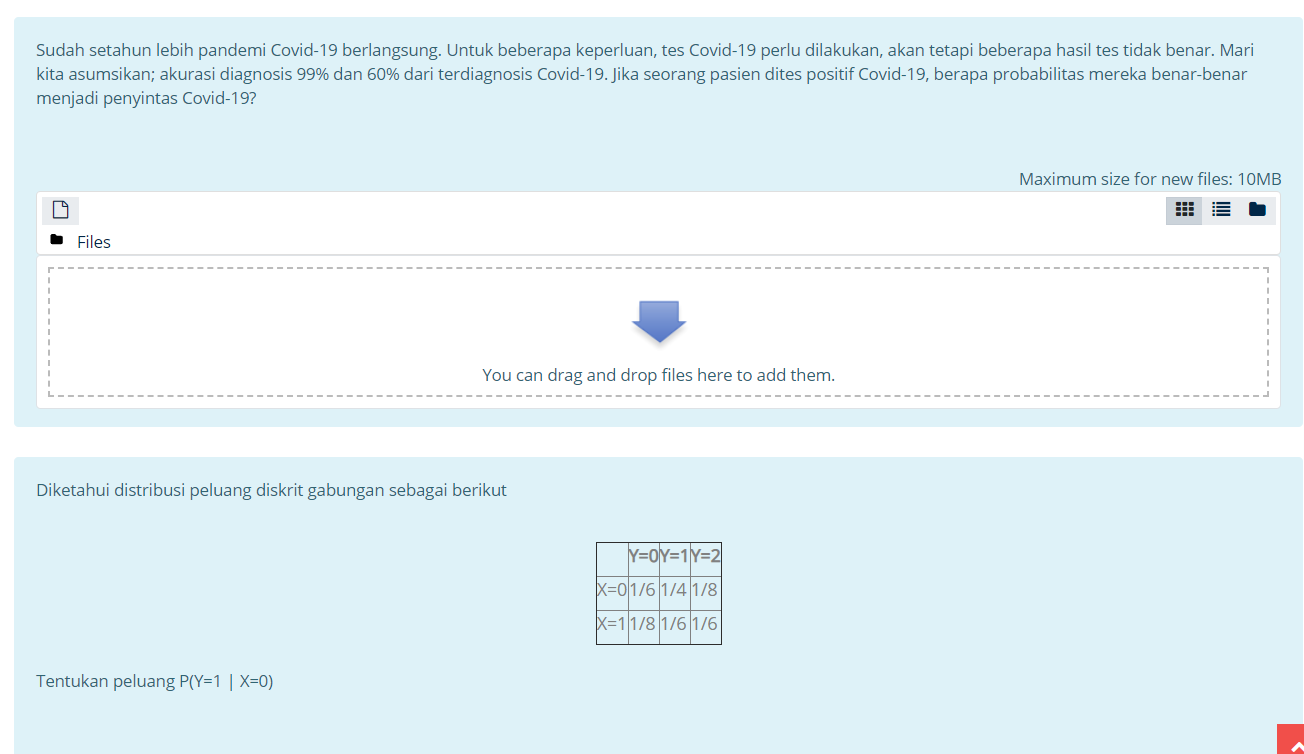 Sudah setahun lebih pandemi Covid-19 berlangsung. Untuk beberapa keperluan, tes Covid-19 perlu dilakukan, akan tetapi beberapa hasil tes tidak benar. Mari
kita asumsikan; akurasi diagnosis 99% dan 60% dari terdiagnosis Covid-19. Jika seorang pasien dites positif Covid-19, berapa probabilitas mereka benar-benar
menjadi penyintas Covid-19?
Maximum size for new files: 10MB
Files
You can drag and drop files here to add them.
Diketahui distribusi peluang diskrit gabungan sebagai berikut
Y=0 Y=1 Y=2
X=0 1/6 1/4 1/8
X=1 1/8 1/6 1/6
Tentukan peluang P(Y=1 | X=0)